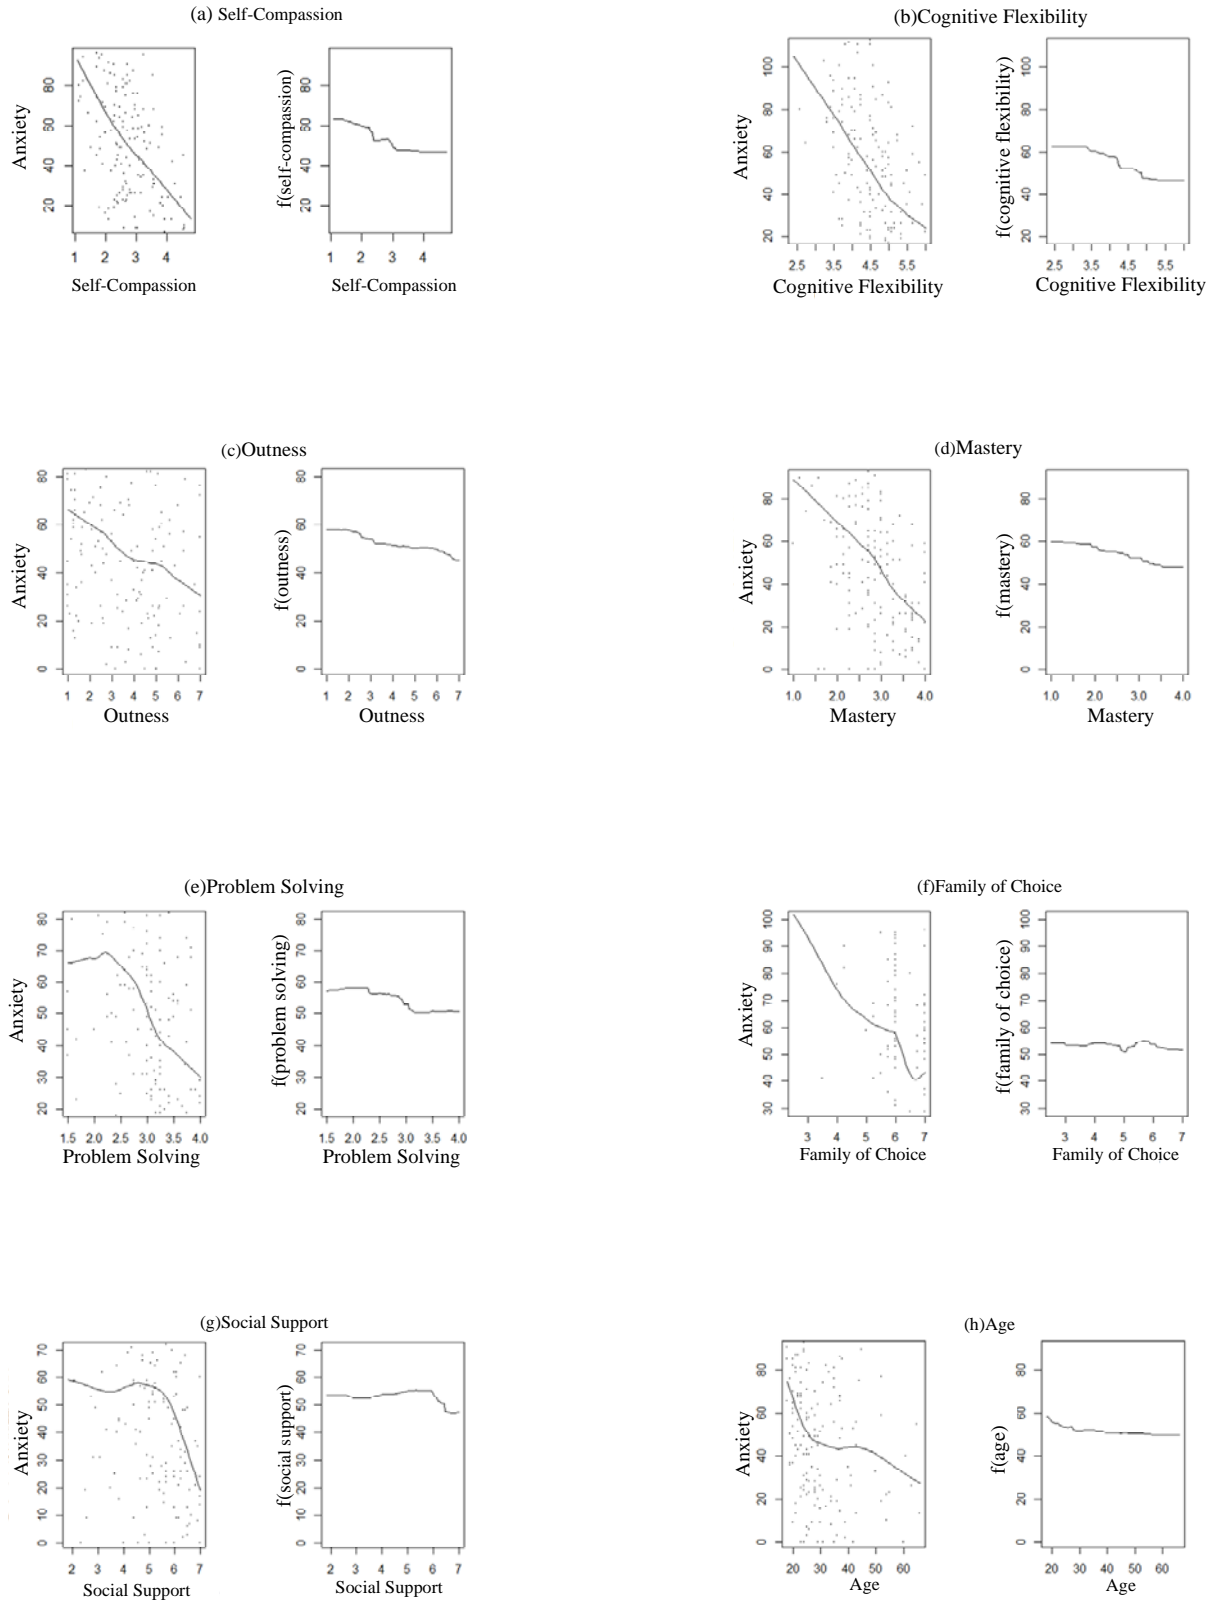 (a) Self-Compassion
Anxiety
20 40 60 80
1 2 3 4
Self-Compassion
f(self-compassion)
20 40 60 80
1 2 3 4
Self-Compassion
(b)Cognitive Flexibility
Anxiety
20 40 60 80 100
2.5 3.5 4.5 5.5
Cognitive Flexibility
f(cognitive flexibility)
20 40 60 80 100
2.5 3.5 4.5 5.5
Cognitive Flexibility
(c)Outness
Anxiety
0 20 40 60 80
1 2 3 4 5 6 7
Outness
f(outness)
0 20 40 60 80
1 2 3 4 5 6 7
Outness
(d)Mastery
Anxiety
0 20 40 60 80
1.0 2.0 3.0 4.0
Mastery
f(mastery)
0 20 40 60 80
1.0 2.0 3.0 4.0
Mastery
(e)Problem Solving
Anxiety
20 30 40 50 60 70 80
1.5 2.0 2.5 3.0 3.5 4.0
Problem Solving
f(problem solving)
20 30 40 50 60 70 80
1.5 2.0 2.5 3.0 3.5 4.0
Problem Solving
(f)Family of Choice
Anxiety
30 40 50 60 70 80 90 100
3 4 5 6 7
Family of Choice
f(family of choice)
30 40 50 60 70 80 90 100
3 4 5 6 7
Family of Choice
(g)Social Support
Anxiety
0 10 20 30 40 50 60 70
2 3 4 5 6 7
Social Support
f(social support)
0 10 20 30 40 50 60 70
2 3 4 5 6 7
Social Support
(h)Age
Anxiety
0 20 40 60 80
20 30 40 50 60
Age
f(age)
0 20 40 60 80
20 30 40 50 60
Age